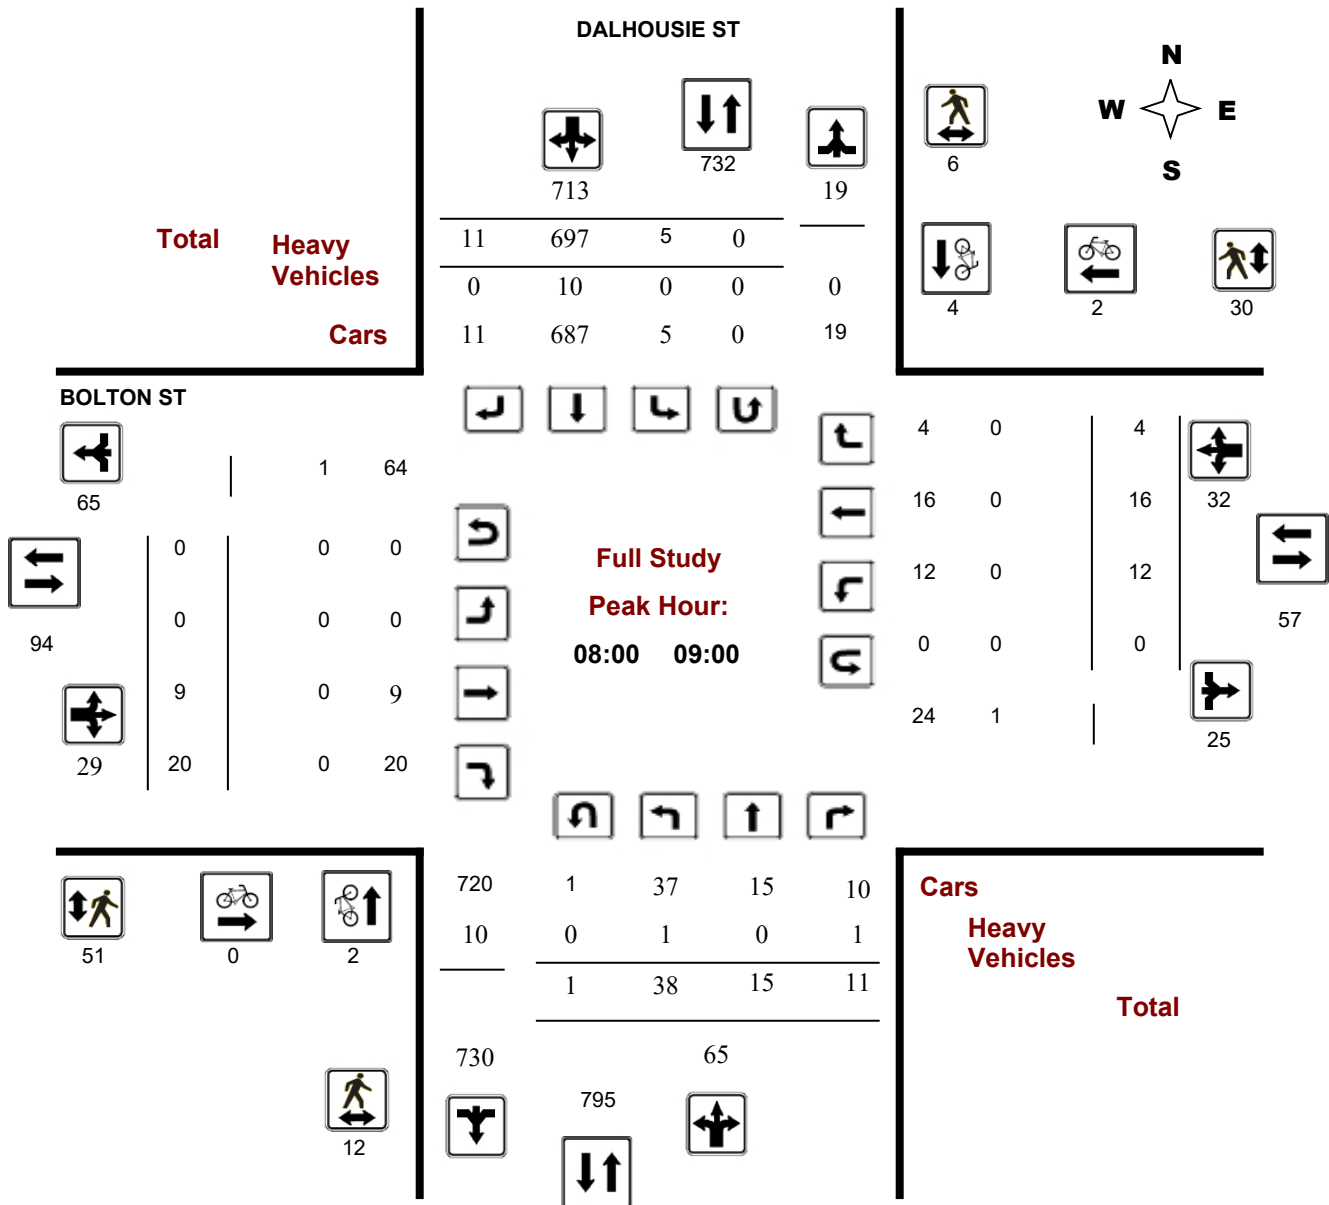 DALHOUSIE ST
N
W E
S
732
6
713
19
Total
Heavy
Vehicles
11 697 5 0
0 10 0 0 0
4 2 30
Cars
11 687 5 0 19
BOLTON ST
4 0 4
1 64
65
16 0 16
32
0 0 0
Full Study
12 0 12
Peak Hour:
0 0 0
57
94
08:00 09:00
0 0 0
9 0 9
24 1
25
29 20 0 20
720 1 37 15 10
Cars
10 0 1 0 1
Heavy
Vehicles
51 0 2
1 38 15 11
Total
730 65
795
12